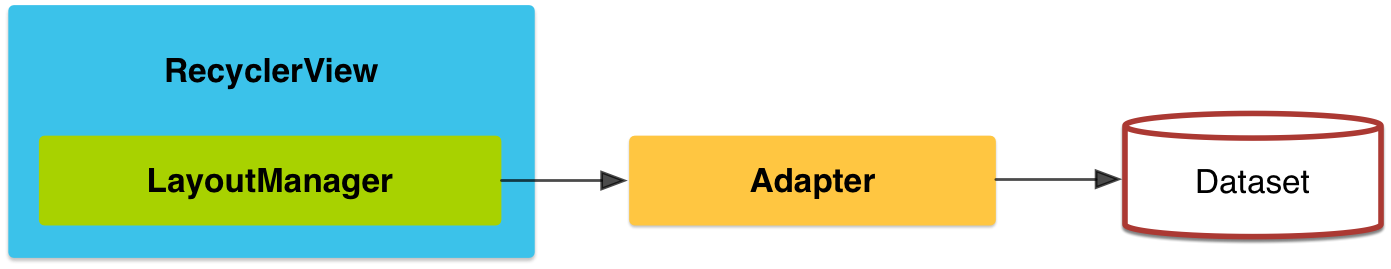 RecyclerView
LayoutManager
Adapter
Dataset